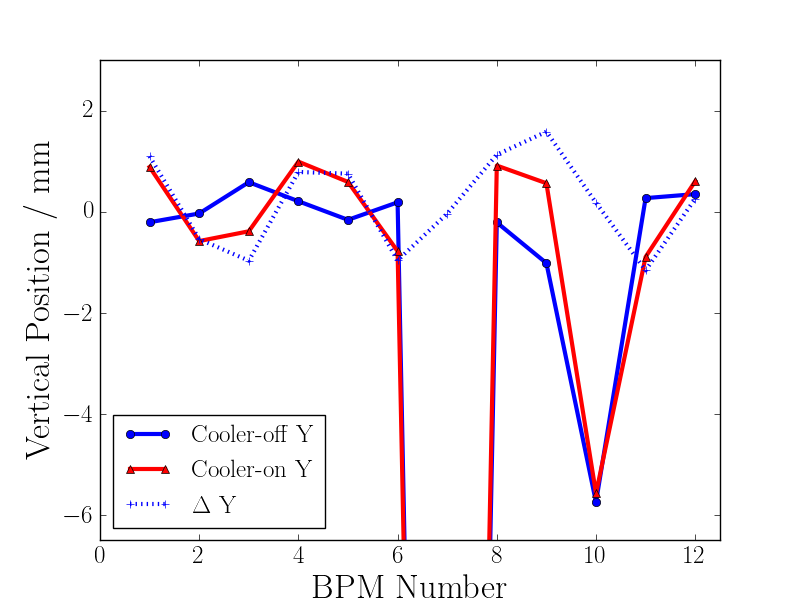 Vertical Position / mm
2
0
−2
−4
−6
Cooler-off Y
Cooler-on Y
Δ Y
0 2 4 6 8 10 12
BPM Number